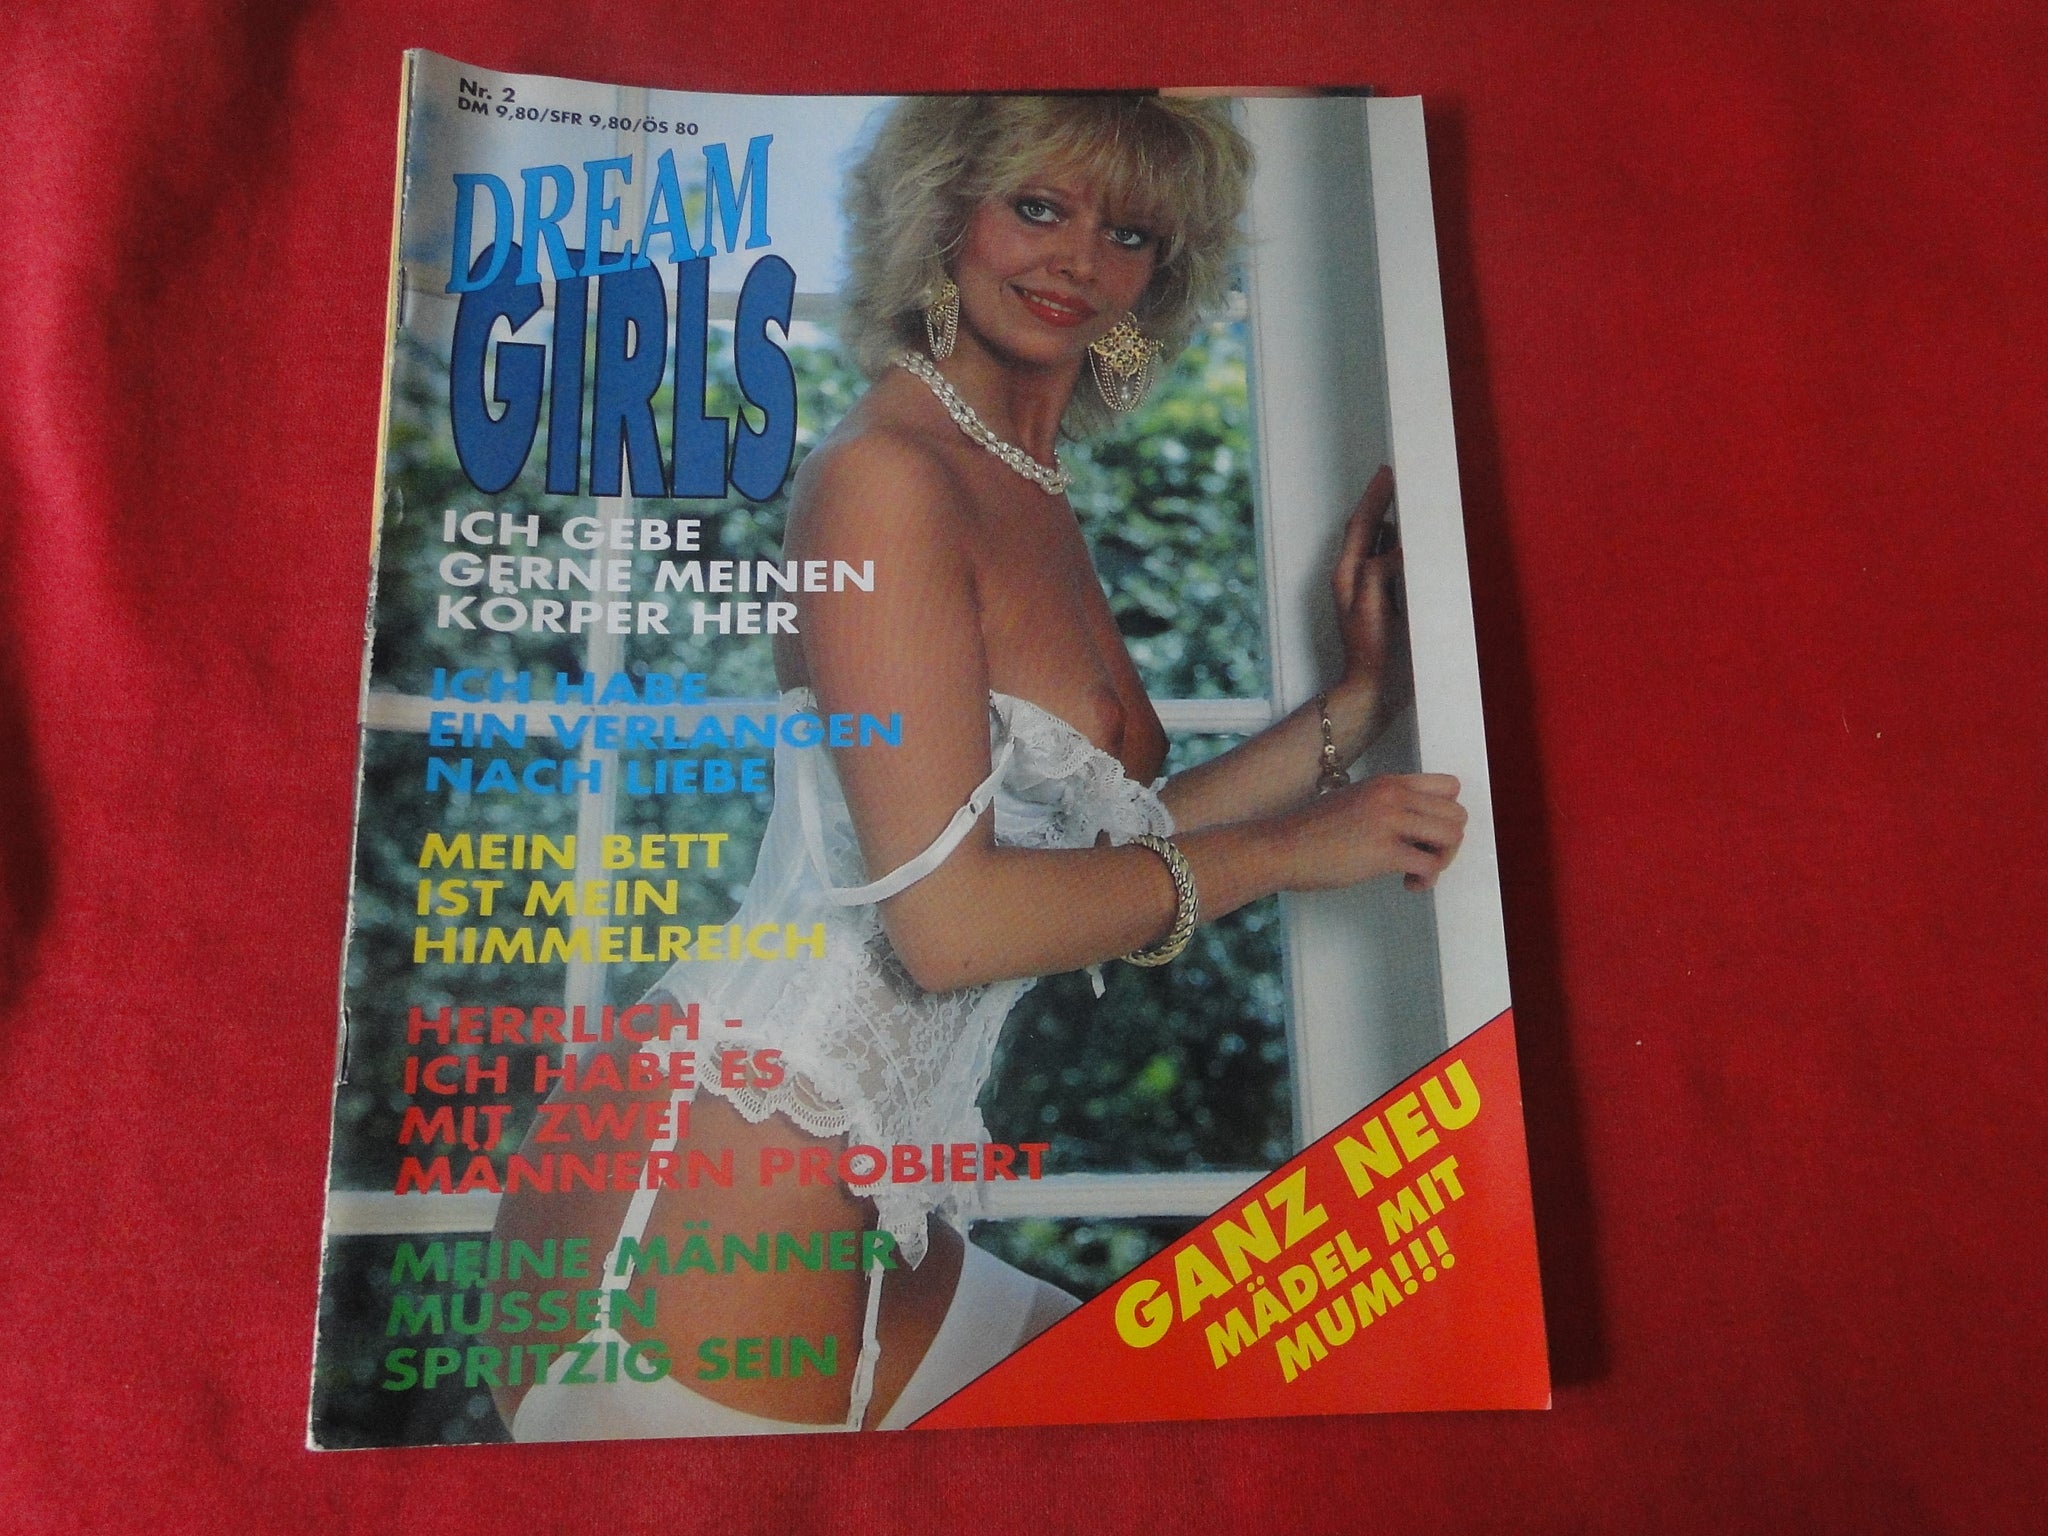 Nr. 2
DM 9,80/SFR 9,80/ÖS 80
DREAM
GIRLS
ICH GEBE
GERNE MEINEN
KÖRPER HER
ICH HABE
EIN VERLANGEN
NACH LIEBE
MEIN BETT
IST MEIN
HIMMELREICH
HERRLICH -
ICH HABE ES
MIT ZWEI
MÄNNERN PROBIERT
MEINE MÄNNER
MÜSSEN
SPRITZIG SEIN
GANZ NEU
MÄDEL MIT
MUM!!!